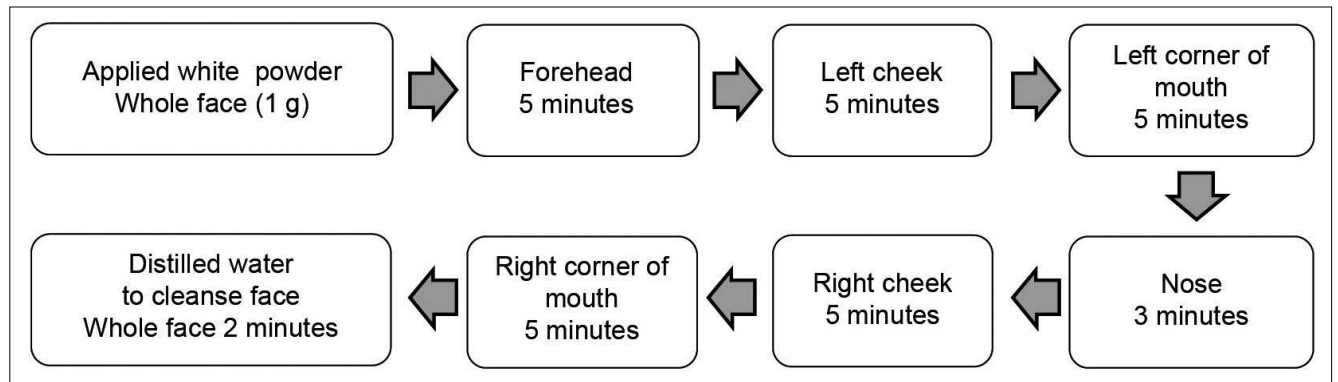 Applied white powder
Whole face (1 g)
Forehead
5 minutes
Left cheek
5 minutes
Left corner of
mouth
5 minutes
Nose
3 minutes
Right cheek
5 minutes
Right corner of
mouth
5 minutes
Distilled water
to cleanse face
Whole face 2 minutes